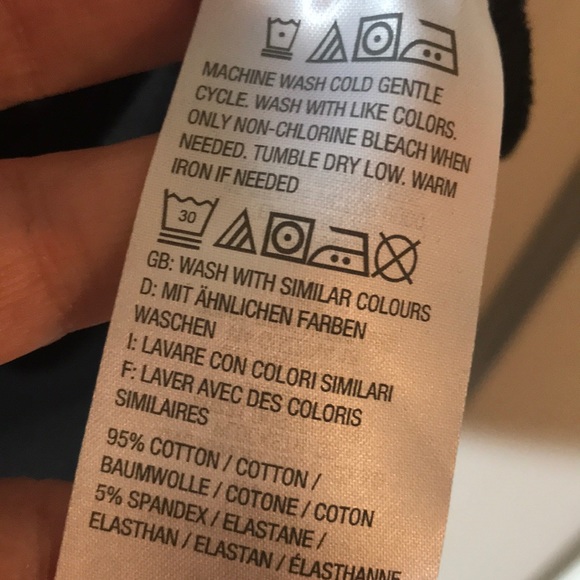 MACHINE WASH COLD GENTLE
CYCLE. WASH WITH LIKE COLORS.
ONLY NON-CHLORINE BLEACH WHEN
NEEDED. TUMBLE DRY LOW. WARM
IRON IF NEEDED
30
GB: WASH WITH SIMILAR COLOURS
D: MIT ÄHNLICHEN FARBEN
WASCHEN
I: LAVARE CON COLORI SIMILARI
F: LAVER AVEC DES COLORIS
SIMILAIRES
95% COTTON / COTTON /
BAUMWOLLE / COTONE / COTON
5% SPANDEX / ELASTANE /
ELASTHAN / ELASTAN / ÉLASTHANNE